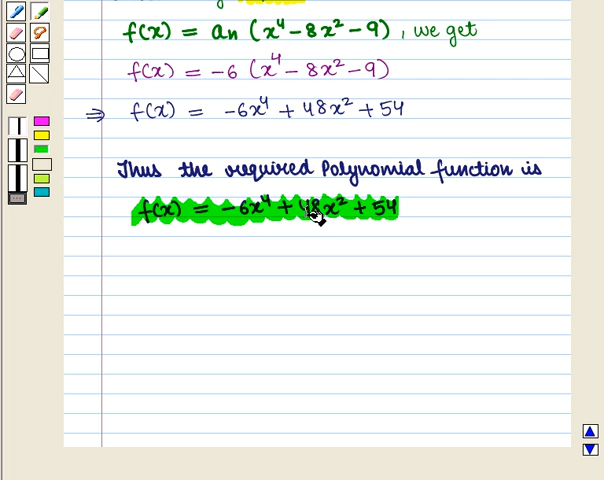 f(x) = an (x⁴ - 8x² - 9), we get
f(x) = -6 (x⁴ - 8x² - 9)
⇒ f(x) = -6x⁴ + 48x² + 54
Thus the required Polynomial function is
f(x) = -6x⁴ + 48x² + 54